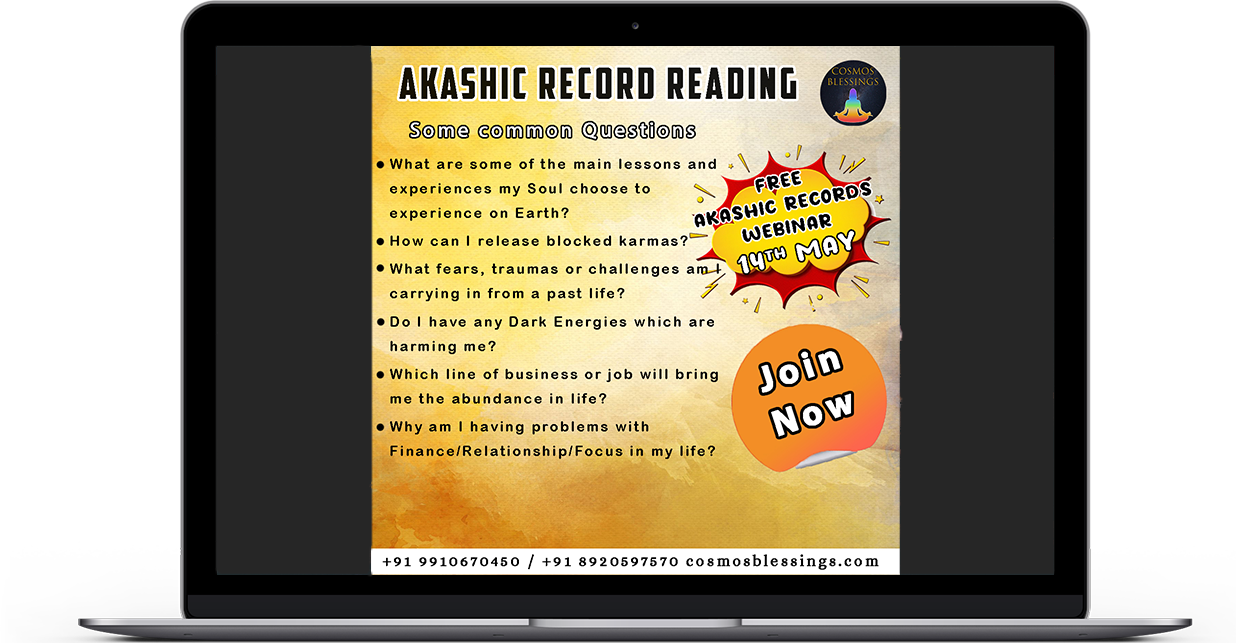 AKASHIC RECORD READING
COSMOS
BLESSINGS
Some common Questions
• What are some of the main lessons and
experiences my Soul choose to
experience on Earth?
• How can I release blocked karmas?
• What fears, traumas or challenges am I
carrying in from a past life?
• Do I have any Dark Energies which are
harming me?
• Which line of business or job will bring
me the abundance in life?
• Why am I having problems with
Finance/Relationship/Focus in my life?
FREE
AKASHIC RECORDS
WEBINAR
14TH MAY
Join
Now
+91 9910670450 / +91 8920597570 cosmosblessings.com